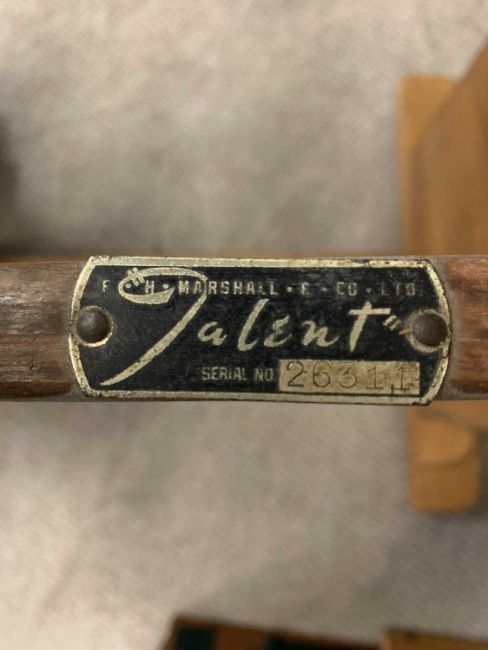 F • H • MARSHALL • & • CO • LTD
"Talent"
SERIAL NO 26311